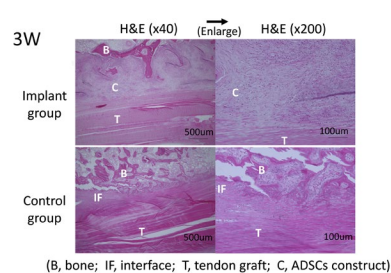 3W
H&E (x40)
(Enlarge)
H&E (x200)
Implant
group
B
C
T
500um
C
T
100um
Control
group
B
IF
T
500um
B
IF
T
100um
(B, bone; IF, interface; T, tendon graft; C, ADSCs construct)